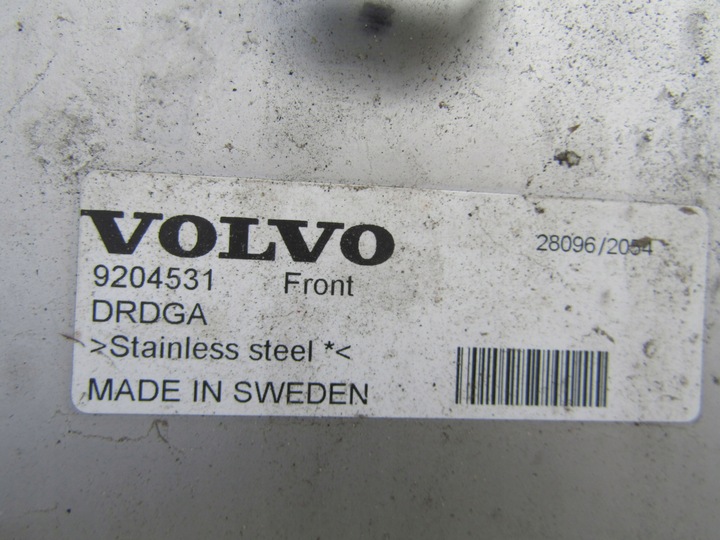 VOLVO
28096/2054
9204531 Front
DRDGA
>Stainless steel *<
MADE IN SWEDEN